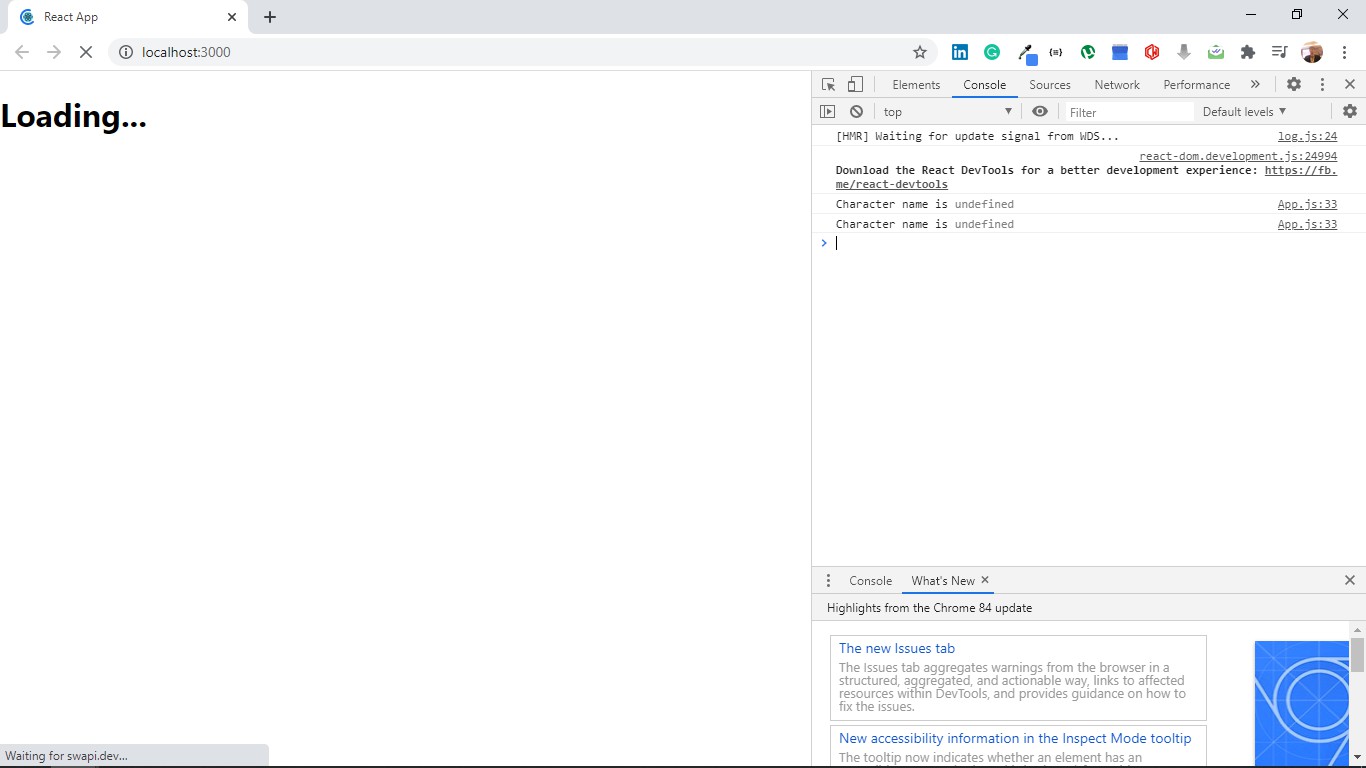 React App
localhost:3000
Loading...
Elements Console Sources Network Performance
top Filter Default levels
[HMR] Waiting for update signal from WDS... log.js:24
react-dom.development.js:24994
Download the React DevTools for a better development experience: https://fb.
me/react-devtools
Character name is undefined App.js:33
Character name is undefined App.js:33
Console What's New
Highlights from the Chrome 84 update
The new Issues tab
The Issues tab aggregates warnings from the browser in a
structured, aggregated, and actionable way, links to affected
resources within DevTools, and provides guidance on how to
fix the issues.
New accessibility information in the Inspect Mode tooltip
The tooltip now indicates whether an element has an
Waiting for swapi.dev...